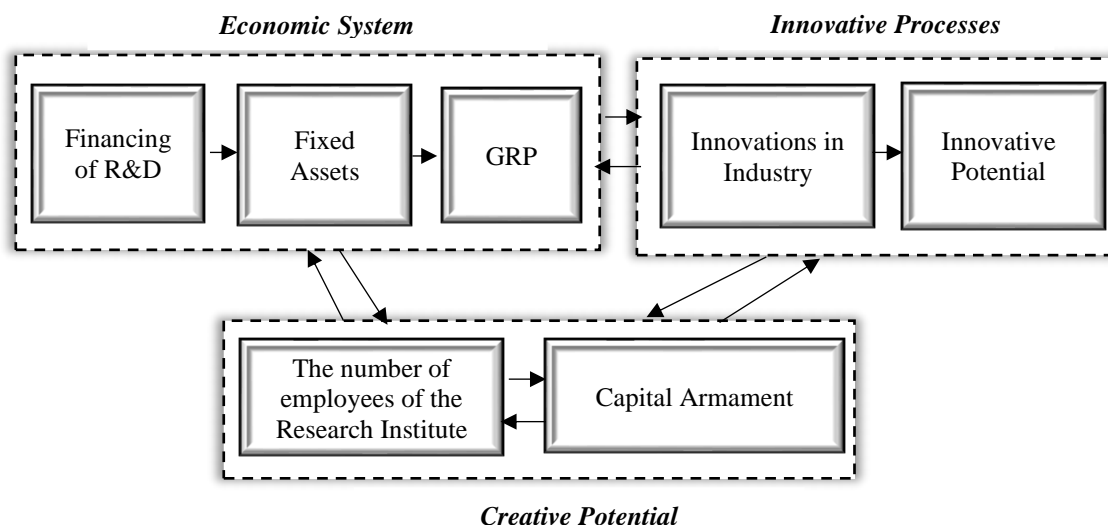 Economic System
Innovative Processes
Financing
of R&D
Fixed
Assets
GRP
Innovations in
Industry
Innovative
Potential
The number of
employees of the
Research Institute
Capital Armament
Creative Potential